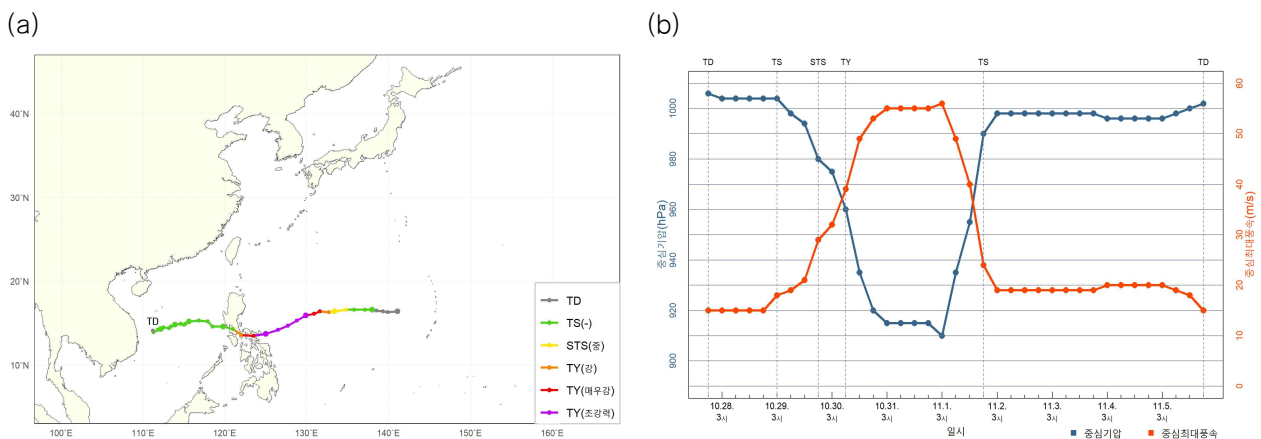 (a)
(b)
40˚N
30˚N
20˚N
10˚N
100˚E
110˚E
120˚E
130˚E
140˚E
150˚E
160˚E
TD
TD
TS(-)
STS(중)
TY(강)
TY(매우강)
TY(초강력)
TD
TS
STS
TY
TS
TD
중심기압(hPa)
1000
980
960
940
920
900
60
50
40
30
20
10
0
중심최대풍속(m/s)
10.28.
3시
10.29.
3시
10.30.
3시
10.31.
3시
11.1.
3시
11.2.
3시
11.3.
3시
11.4.
3시
11.5.
3시
일시
중심기압
중심최대풍속